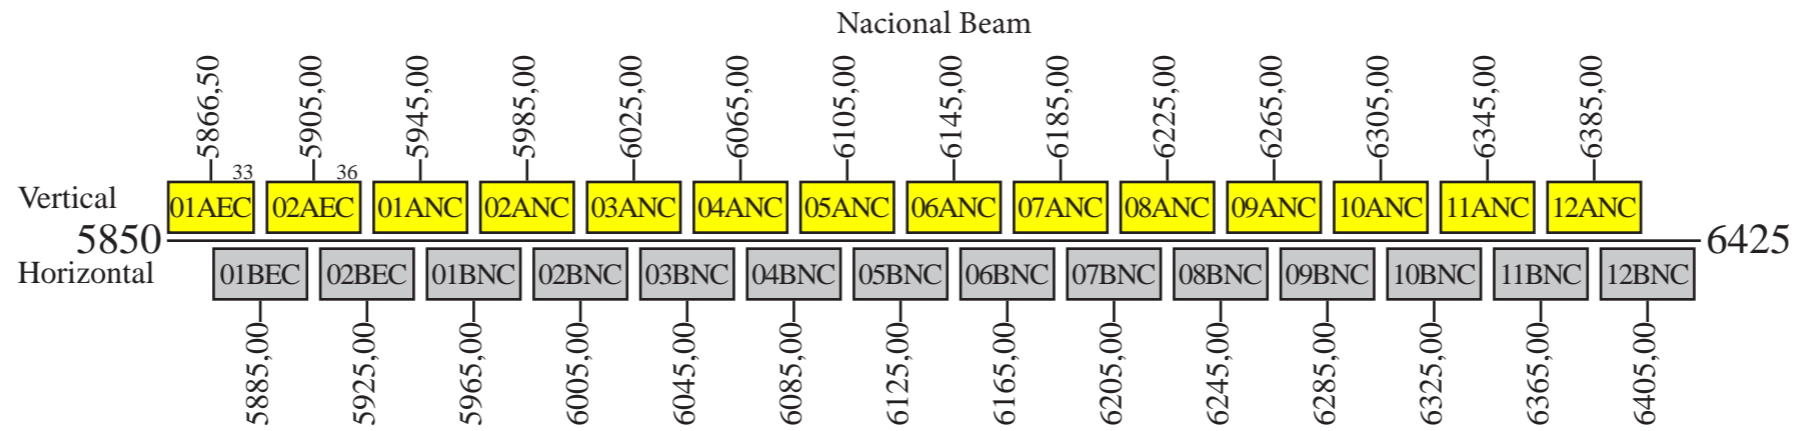 Nacional Beam
5866,50 5905,00 5945,00 5985,00 6025,00 6065,00 6105,00 6145,00 6185,00 6225,00 6265,00 6305,00 6345,00 6385,00
33 36
Vertical 01AEC 02AEC 01ANC 02ANC 03ANC 04ANC 05ANC 06ANC 07ANC 08ANC 09ANC 10ANC 11ANC 12ANC
5850 6425
Horizontal 01BEC 02BEC 01BNC 02BNC 03BNC 04BNC 05BNC 06BNC 07BNC 08BNC 09BNC 10BNC 11BNC 12BNC
5885,00 5925,00 5965,00 6005,00 6045,00 6085,00 6125,00 6165,00 6205,00 6245,00 6285,00 6325,00 6365,00 6405,00